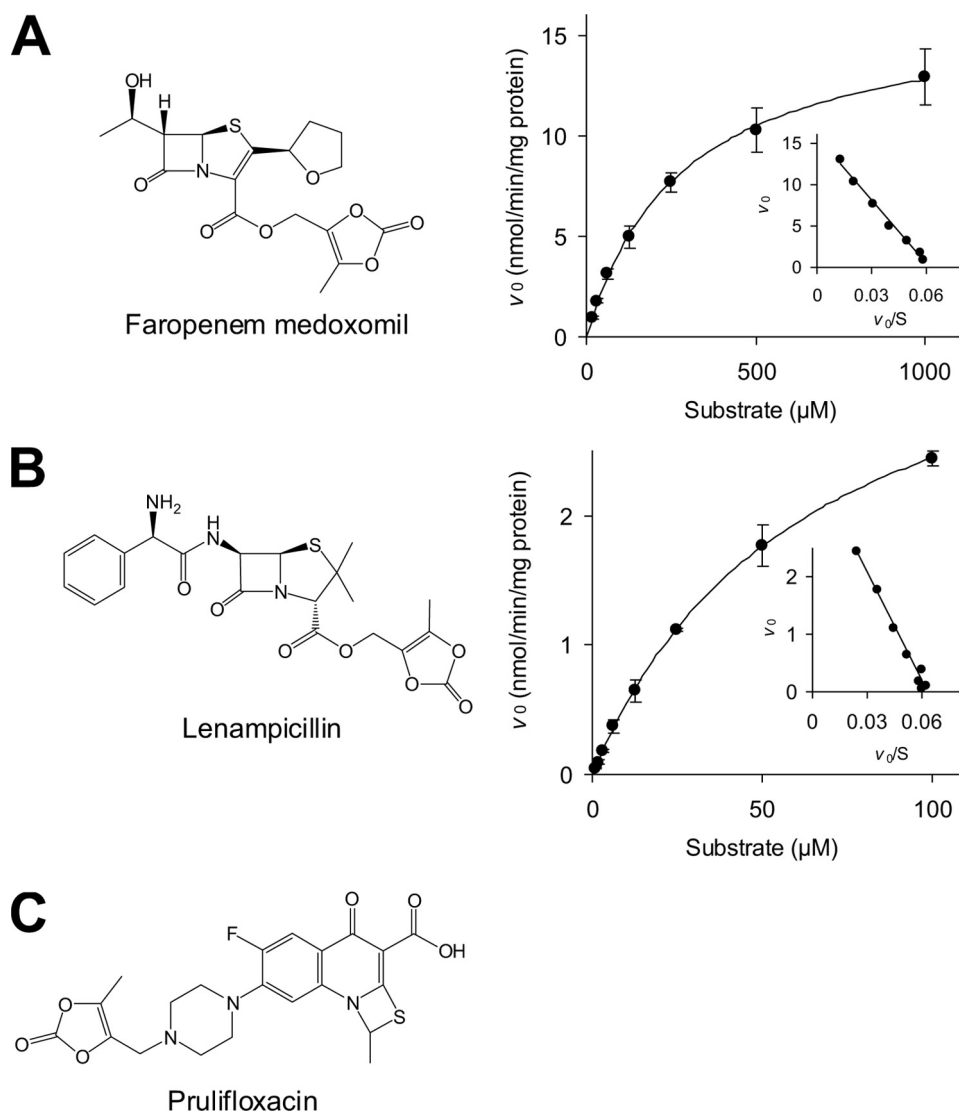 A
OH
H
S
N
O
O
O
O
O
O
O
Faropenem medoxomil
v0 (nmol/min/mg protein)
15
10
5
0
0 500 1000
Substrate (µM)
v0
15
10
5
0
0 0.03 0.06
v0/S
B
NH2
H
N
S
O
O
N
O
O
O
O
O
Lenampicillin
v0 (nmol/min/mg protein)
2
1
0
0 50 100
Substrate (µM)
v0
2
1
0
0 0.03 0.06
v0/S
C
O
O
F
OH
N
N
S
N
O
O
O
Prulifloxacin